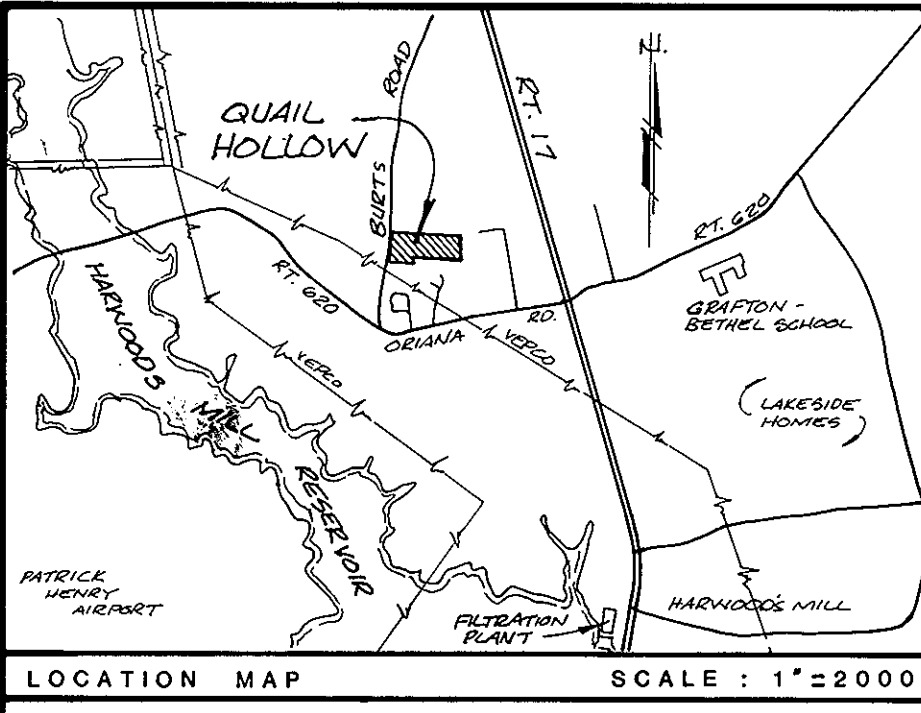 QUAIL
HOLLOW
BURTS ROAD
RT. 17
RT. 620
RT. 620
ORIANA RD.
VEPCO
VEPCO
GRAFTON -
BETHEL SCHOOL
LAKESIDE
HOMES
HARWOODS
MILL
RESERVOIR
PATRICK
HENRY
AIRPORT
FILTRATION
PLANT
HARWOOD'S MILL
LOCATION MAP
SCALE : 1"=2000